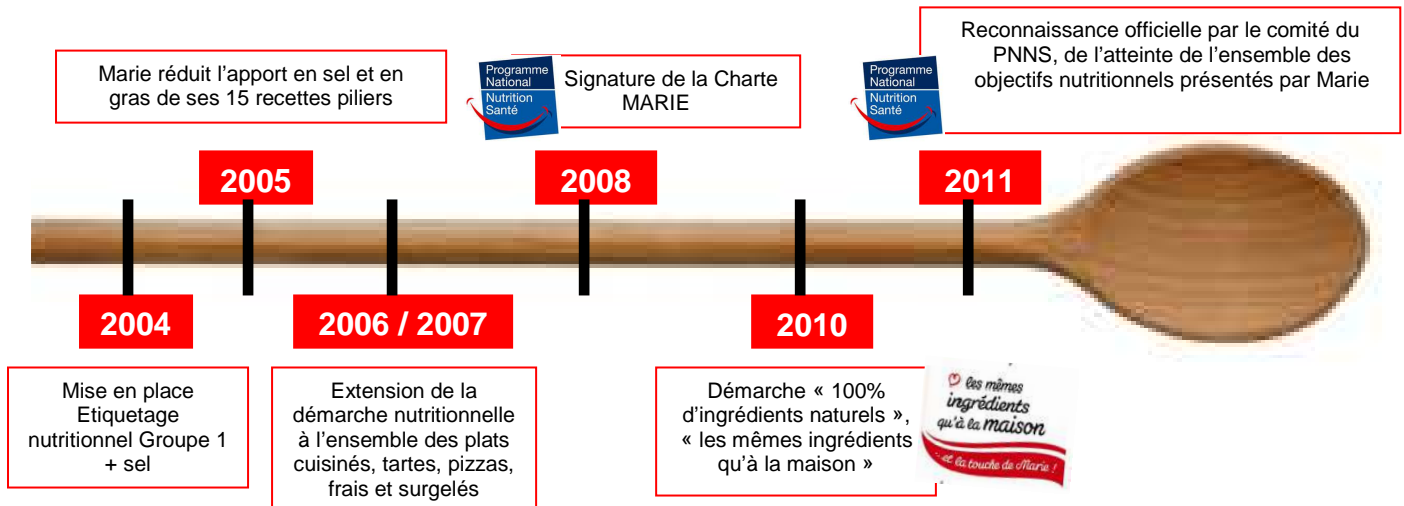 Marie réduit l'apport en sel et en
gras de ses 15 recettes piliers
Programme
National
Nutrition
Santé
Signature de la Charte
MARIE
Programme
National
Nutrition
Santé
Reconnaissance officielle par le comité du
PNNS, de l'atteinte de l'ensemble des
objectifs nutritionnels présentés par Marie
2005
2008
2011
2004
2006 / 2007
2010
Mise en place
Etiquetage
nutritionnel Groupe 1
+ sel
Extension de la
démarche nutritionnelle
à l'ensemble des plats
cuisinés, tartes, pizzas,
frais et surgelés
Démarche « 100%
d'ingrédients naturels »,
« les mêmes ingrédients
qu'à la maison »
les mêmes
ingrédients
qu'à la maison
et la touche de Marie !